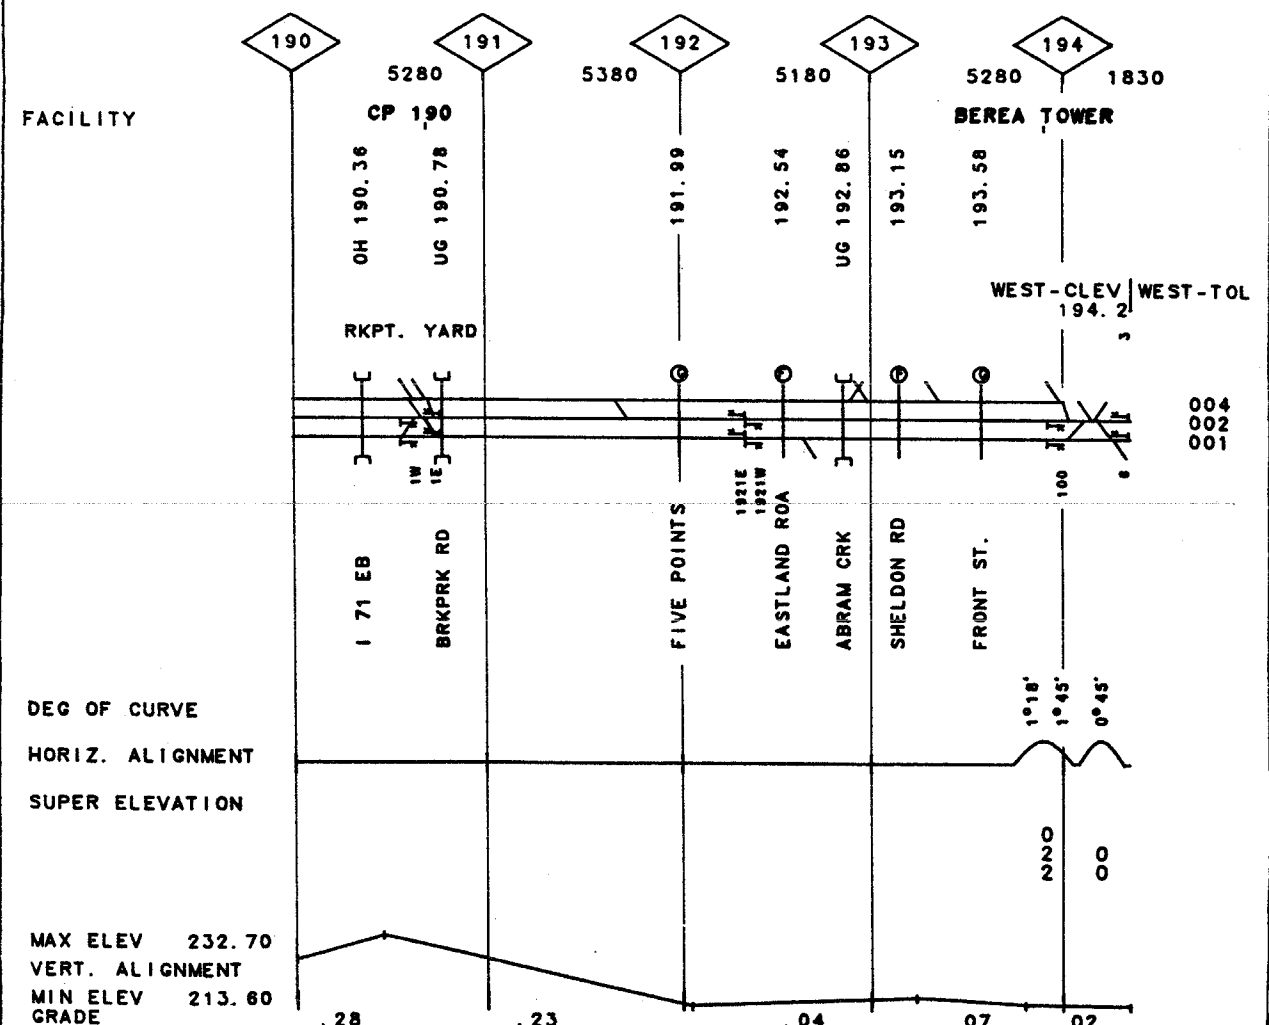 190 191 192 193 194
5280 5380 5180 5280 1830
FACILITY
CP 190 BEREA TOWER
OH 190.36
UG 190.78
191.99
192.54
UG 192.86
193.15
193.58
WEST-CLEV WEST-TOL
194.2
3
RKPT. YARD
G F F G
004
002
001
1W
1E
1921E
1921W
100
6
I 71 EB
BRKPRK RD
FIVE POINTS
EASTLAND ROA
ABRAM CRK
SHELDON RD
FRONT ST.
DEG OF CURVE
1°18'
1°45'
0°45'
HORIZ. ALIGNMENT
SUPER ELEVATION
0
2 0
2 0
MAX ELEV 232.70
VERT. ALIGNMENT
MIN ELEV 213.60
GRADE .28 .23 .04 .07 .02